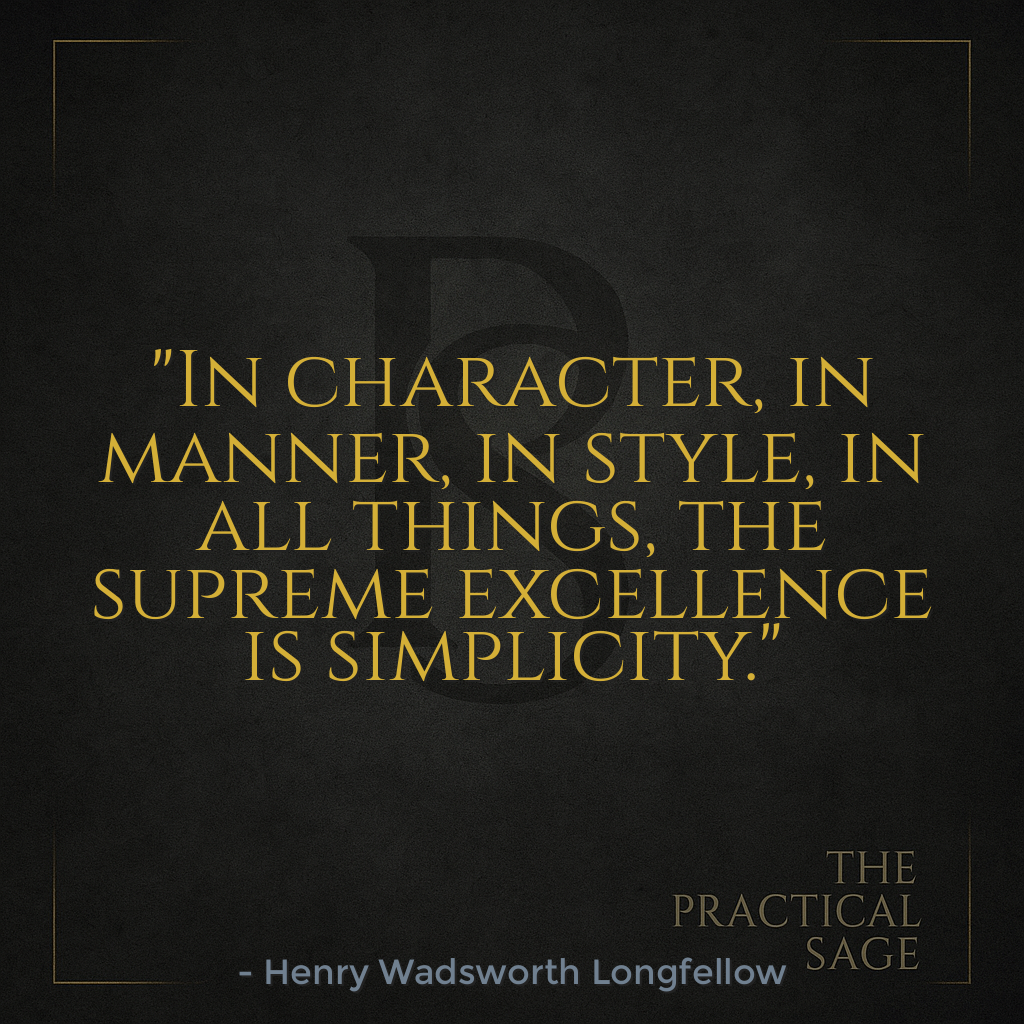 "In character, in
manner, in style, in
all things, the
supreme excellence
is simplicity."
THE
PRACTICAL
SAGE
- Henry Wadsworth Longfellow